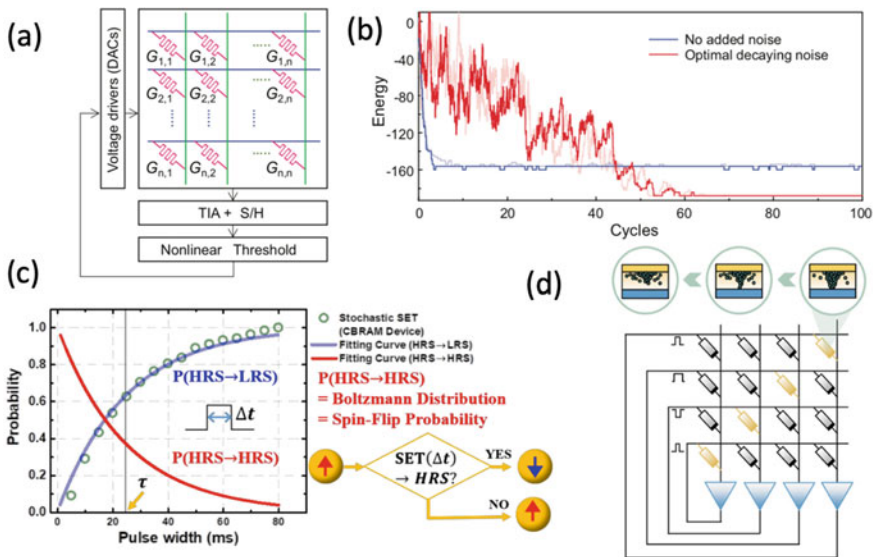 (a)
Voltage drivers (DACs)
G1,1 G1,2 ..... G1,n
G2,1 G2,2 G2,n
..... .....
Gn,1 Gn,2 ..... Gn,n
TIA + S/H
Nonlinear Threshold
(b)
Energy
-40
-80
-120
-160
No added noise
Optimal decaying noise
0 20 40 60 80 100
Cycles
(c)
Probability
1.0
0.8
0.6
0.4
0.2
0.0
P(HRS→LRS)
Δt
P(HRS→HRS)
τ
0 20 40 60 80
Pulse width (ms)
Stochastic SET
(CBRAM Device)
Fitting Curve (HRS→LRS)
Fitting Curve (HRS→HRS)
P(HRS→HRS)
= Boltzmann Distribution
= Spin-Flip Probability
SET(Δt)
→ HRS?
YES
NO
(d)